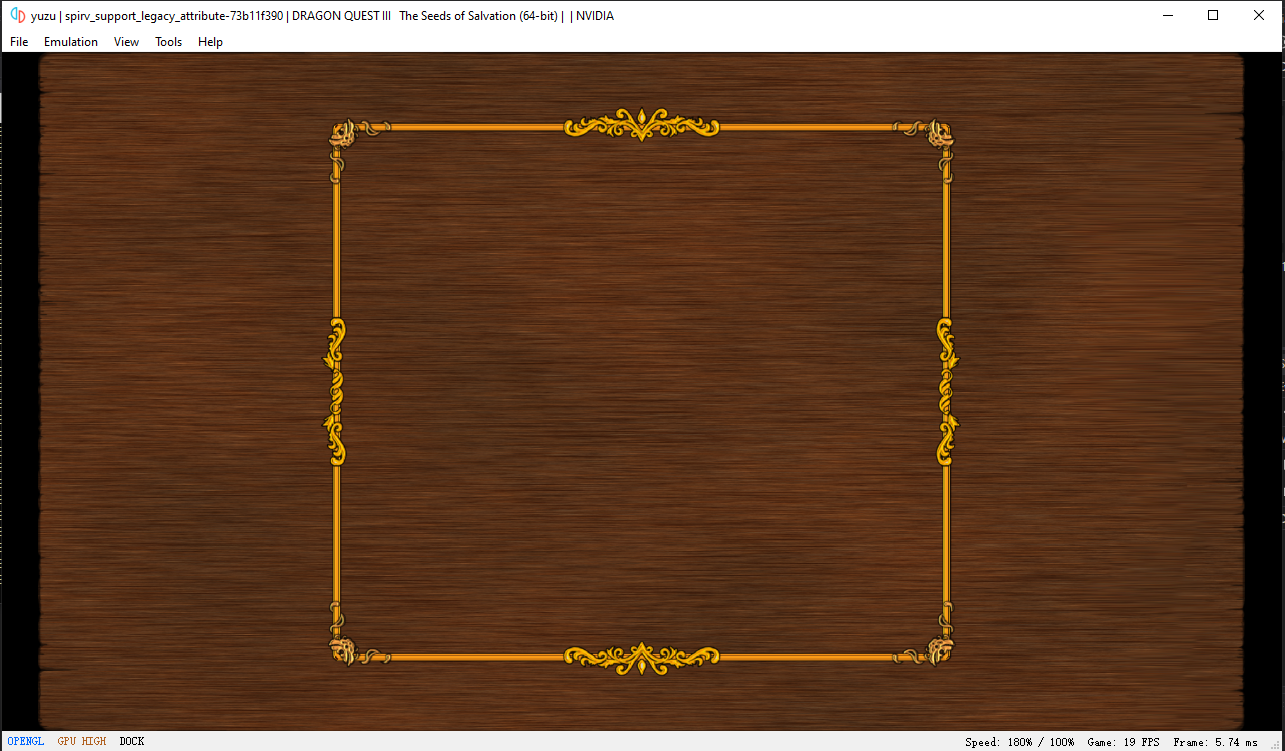 yuzu | spirv_support_legacy_attribute-73b11f390 | DRAGON QUEST III The Seeds of Salvation (64-bit) | | NVIDIA
File Emulation View Tools Help
OPENGL GPU HIGH DOCK Speed: 180% / 100% Game: 19 FPS Frame: 5.74 ms